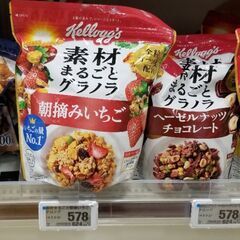 Kellogg's
素材
まるごと
グラノラ
朝摘みいちご
No.1
578
Kellogg's
素材
まるごと
グラノラ
ヘーゼルナッツ
チョコレート
578